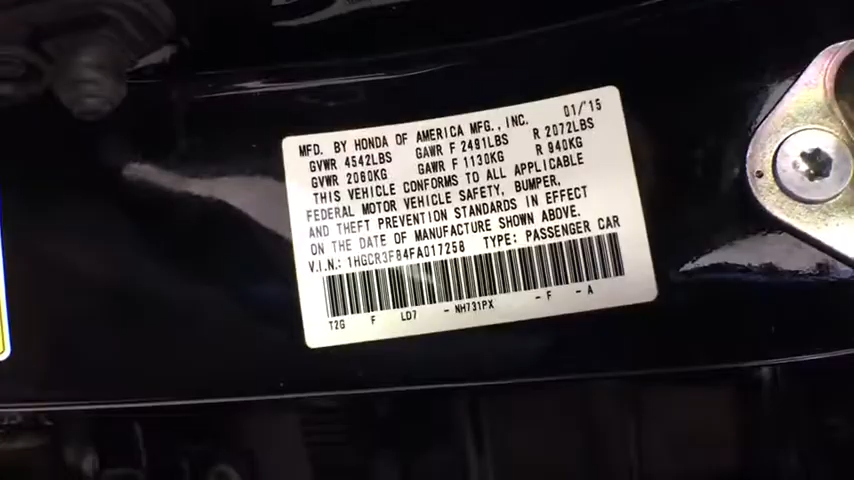 MFD. BY HONDA OF AMERICA MFG., INC. 01/'15
GVWR 4542LBS GAWR F 2491LBS R 2072LBS
GVWR 2060KG GAWR F 1130KG R 940KG
THIS VEHICLE CONFORMS TO ALL APPLICABLE
FEDERAL MOTOR VEHICLE SAFETY, BUMPER,
AND THEFT PREVENTION STANDARDS IN EFFECT
ON THE DATE OF MANUFACTURE SHOWN ABOVE.
V.I.N.: 1HGCR3F84FA017258 TYPE: PASSENGER CAR
T2G F LD7 - NH731PX - F - A